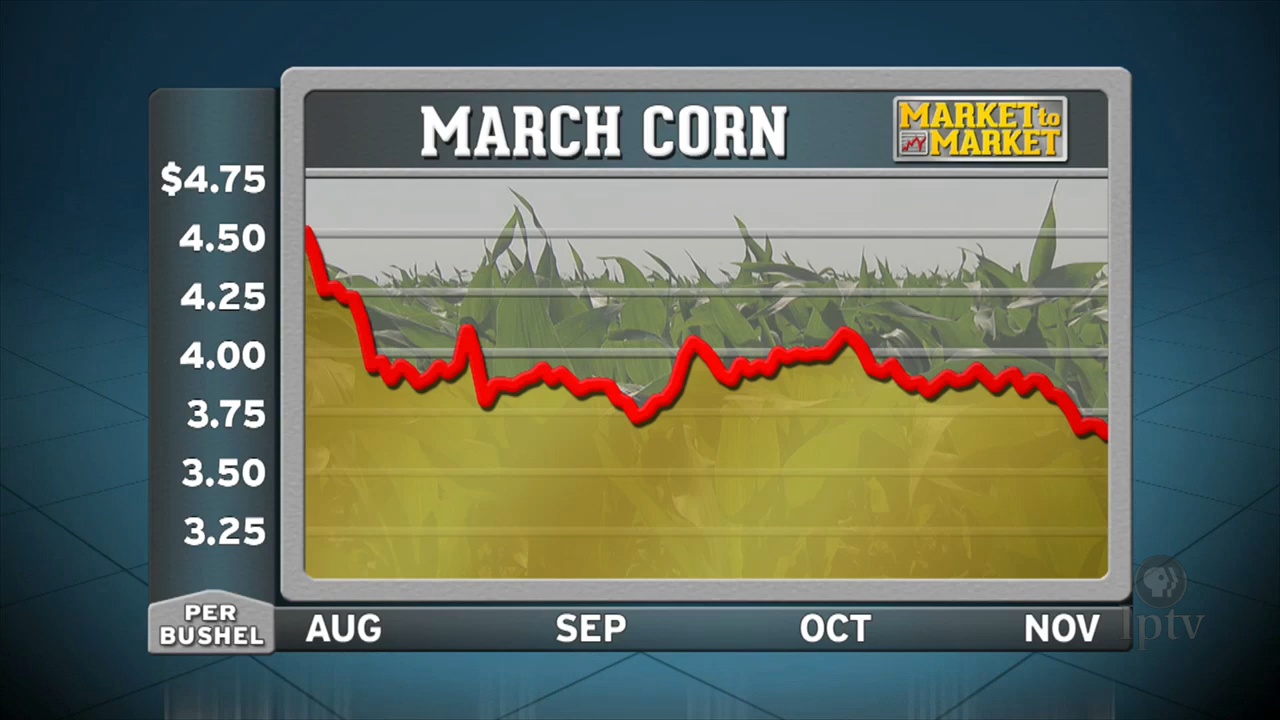 MARCH CORN
MARKET to
MARKET
$4.75
4.50
4.25
4.00
3.75
3.50
3.25
PER
BUSHEL
AUG SEP OCT NOV
iptv